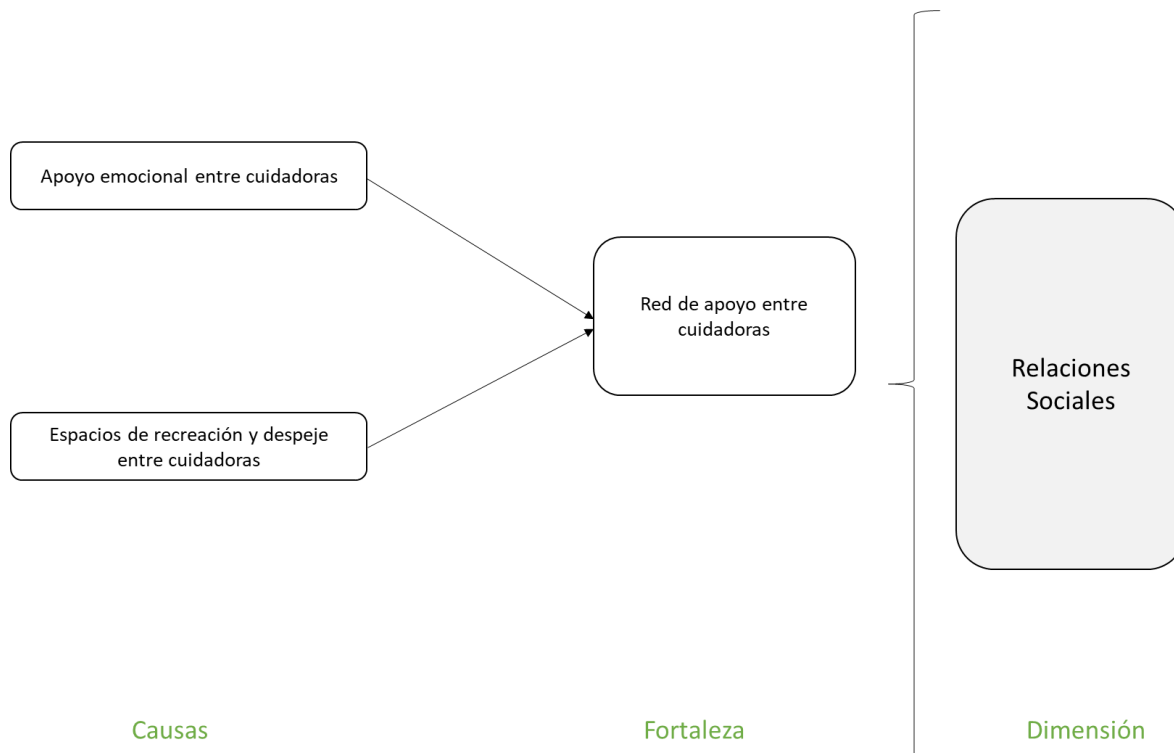 Apoyo emocional entre cuidadoras
Red de apoyo entre
cuidadoras
Relaciones
Sociales
Espacios de recreación y despeje
entre cuidadoras
Causas
Fortaleza
Dimensión